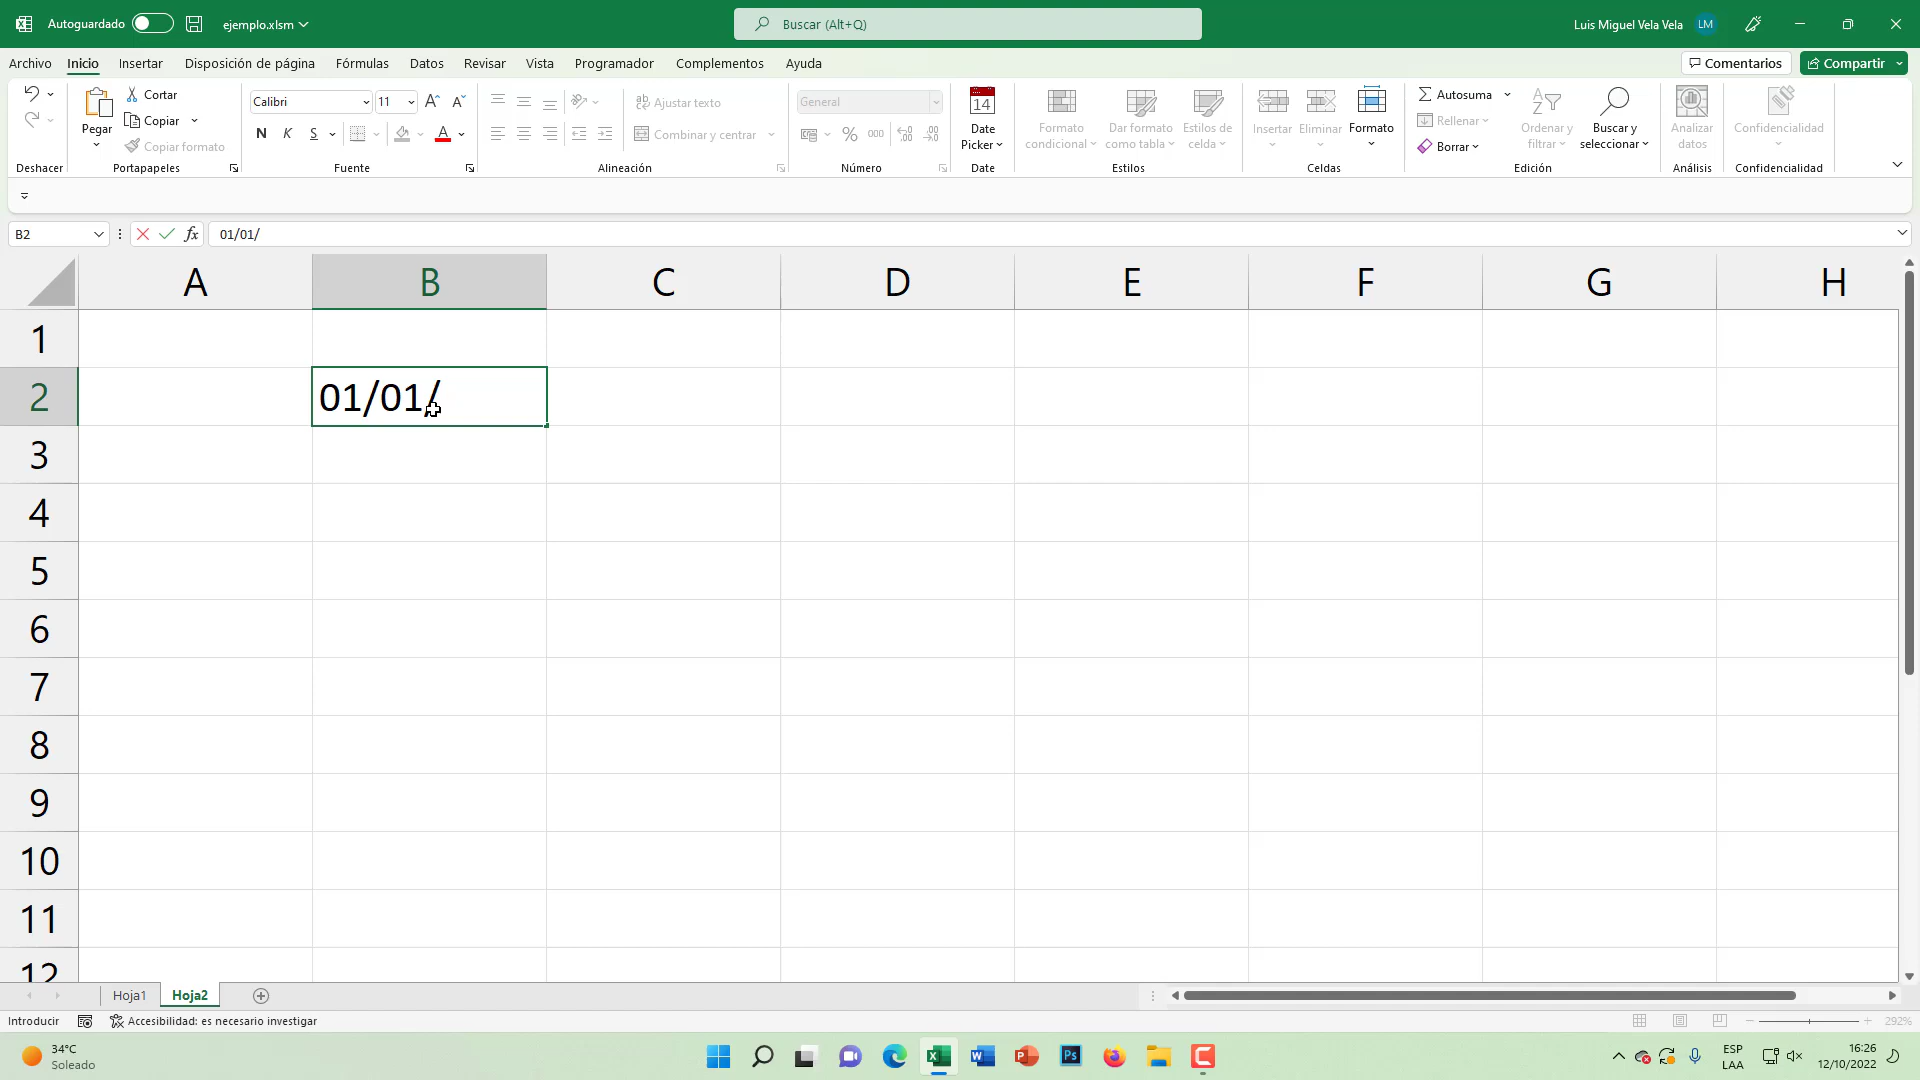 Autoguardado ejemplo.xlsm Buscar (Alt+Q) Luis Miguel Vela Vela LM
Archivo Inicio Insertar Disposición de página Fórmulas Datos Revisar Vista Programador Complementos Ayuda Comentarios Compartir
Pegar Cortar Copiar Copiar formato
Calibri 11 N K S
Ajustar texto
Combinar y centrar
General
% 000
14 Date Picker
Formato condicional Dar formato como tabla Estilos de celda
Insertar Eliminar Formato
Autosuma Rellenar Borrar
Ordenar y filtrar Buscar y seleccionar
Analizar datos
Confidencialidad
Deshacer Portapapeles Fuente Alineación Número Date Estilos Celdas Edición Análisis Confidencialidad
B2 fx 01/01/
A B C D E F G H
1
2 01/01/
3
4
5
6
7
8
9
10
11
12
Hoja1 Hoja2
Introducir Accesibilidad: es necesario investigar 292%
34°C
Soleado
Ps
ESP
LAA
16:26
12/10/2022